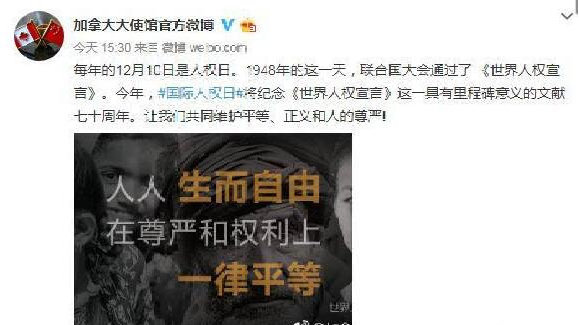 加拿大大使馆官方微博
今天 15:30 来自 微博 weibo.com
每年的12月10日是人权日。1948年的这一天，联合国大会通过了 《世界人权宣
言》。今年，#国际人权日#将纪念《世界人权宣言》这一具有里程碑意义的文献
七十周年。让我们共同维护平等、正义和人的尊严!
人人 生而自由
在尊严和权利上
一律平等
世界